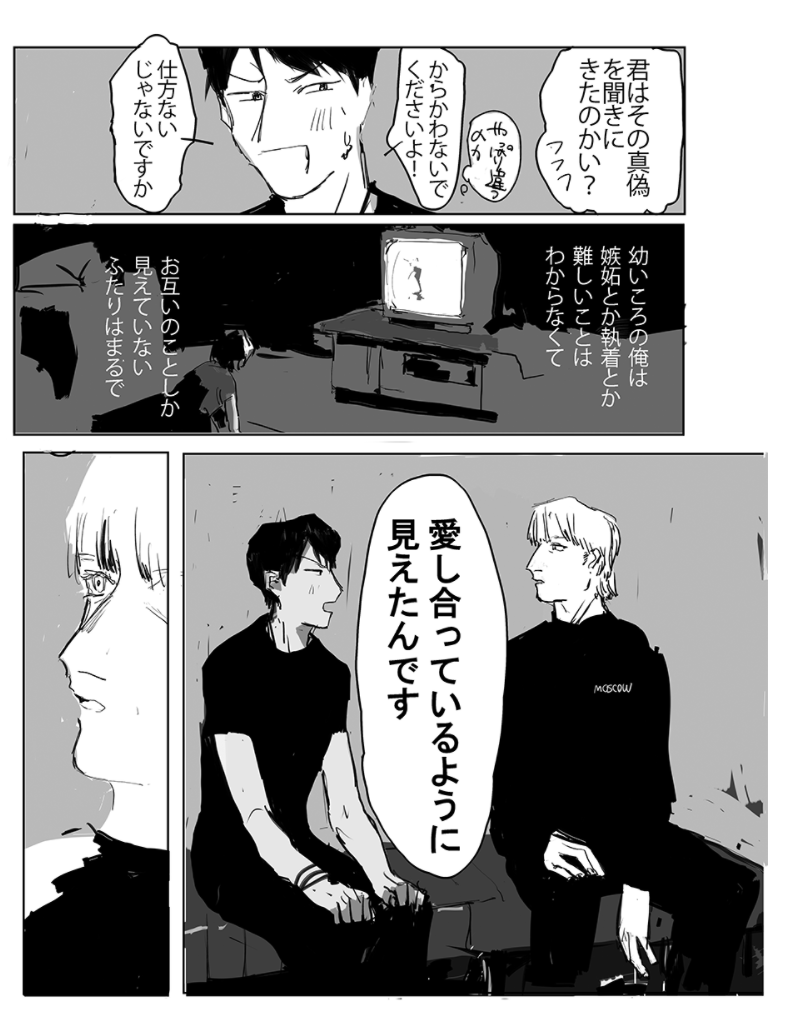 君はその真偽
を聞きに
きたのかい？
フフフ
やっぱり違う
のか
からかわないで
くださいよ！
仕方ない
じゃないですか
幼いころの俺は
嫉妬とか執着とか
難しいことは
わからなくて
お互いのことしか
見えていない
ふたりはまるで
愛し合っているように
見えたんです
MOSCOW